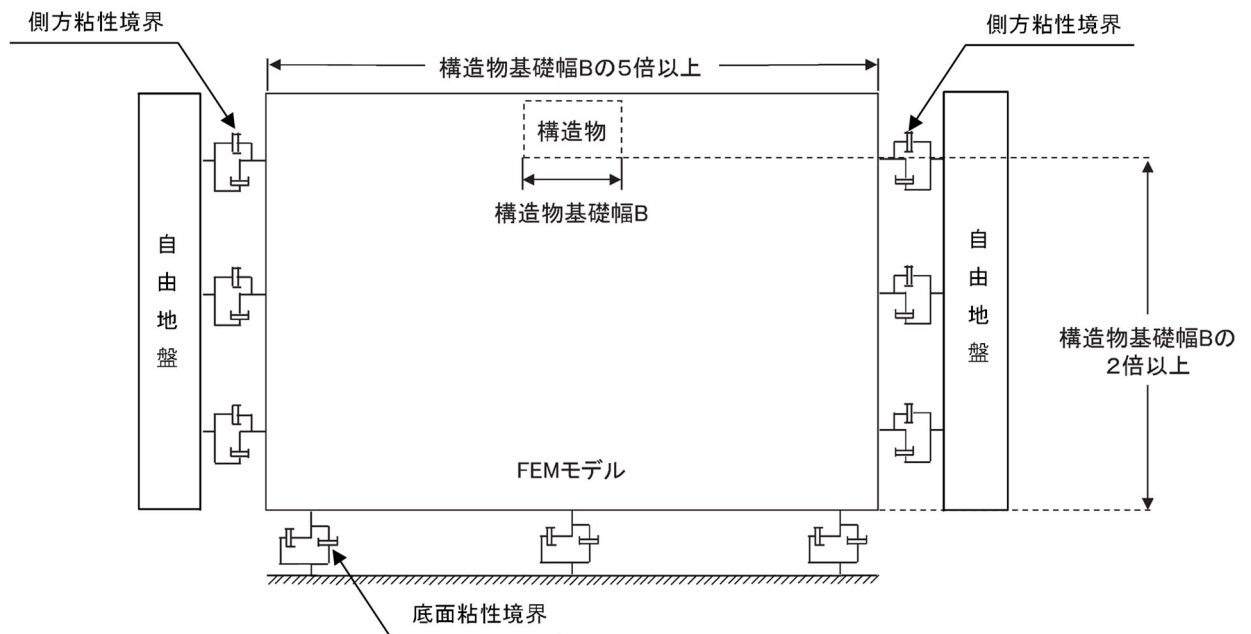 側方粘性境界
側方粘性境界
構造物基礎幅Bの5倍以上
構造物
構造物基礎幅B
自由地盤
自由地盤
構造物基礎幅Bの
2倍以上
FEMモデル
底面粘性境界